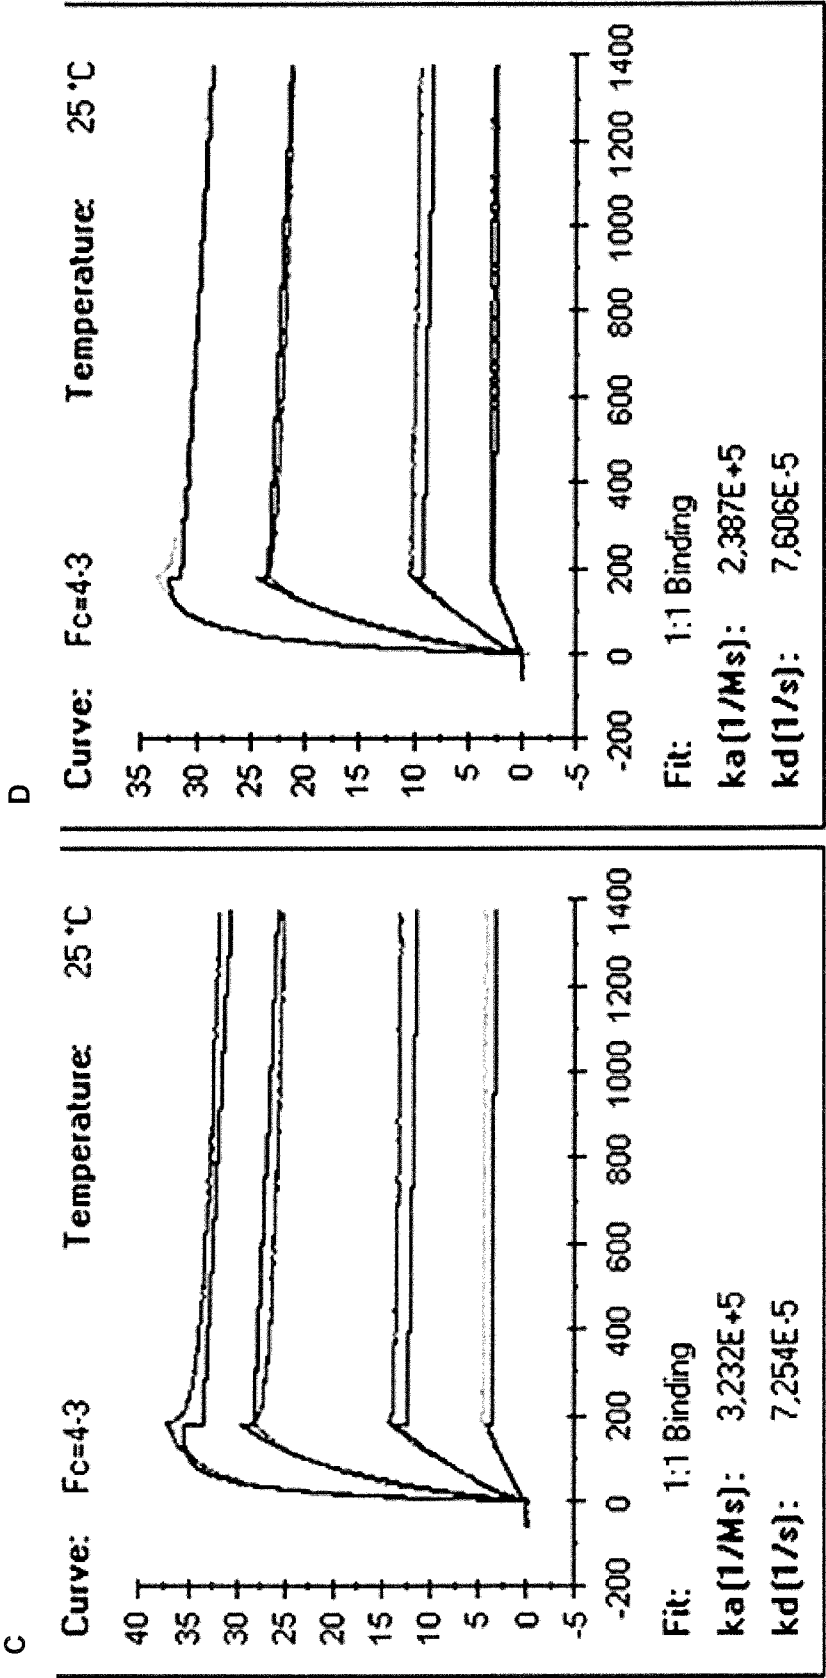 C
Curve: Fc=4-3 Temperature: 25 °C
40
35
30
25
20
15
10
5
0
-5
-200 0 200 400 600 800 1000 1200 1400
Fit: 1:1 Binding
ka (1/Ms): 3,232E+5
kd (1/s): 7,254E-5
D
Curve: Fc=4-3 Temperature: 25 °C
35
30
25
20
15
10
5
0
-5
-200 0 200 400 600 800 1000 1200 1400
Fit: 1:1 Binding
ka (1/Ms): 2,387E+5
kd (1/s): 7,606E-5